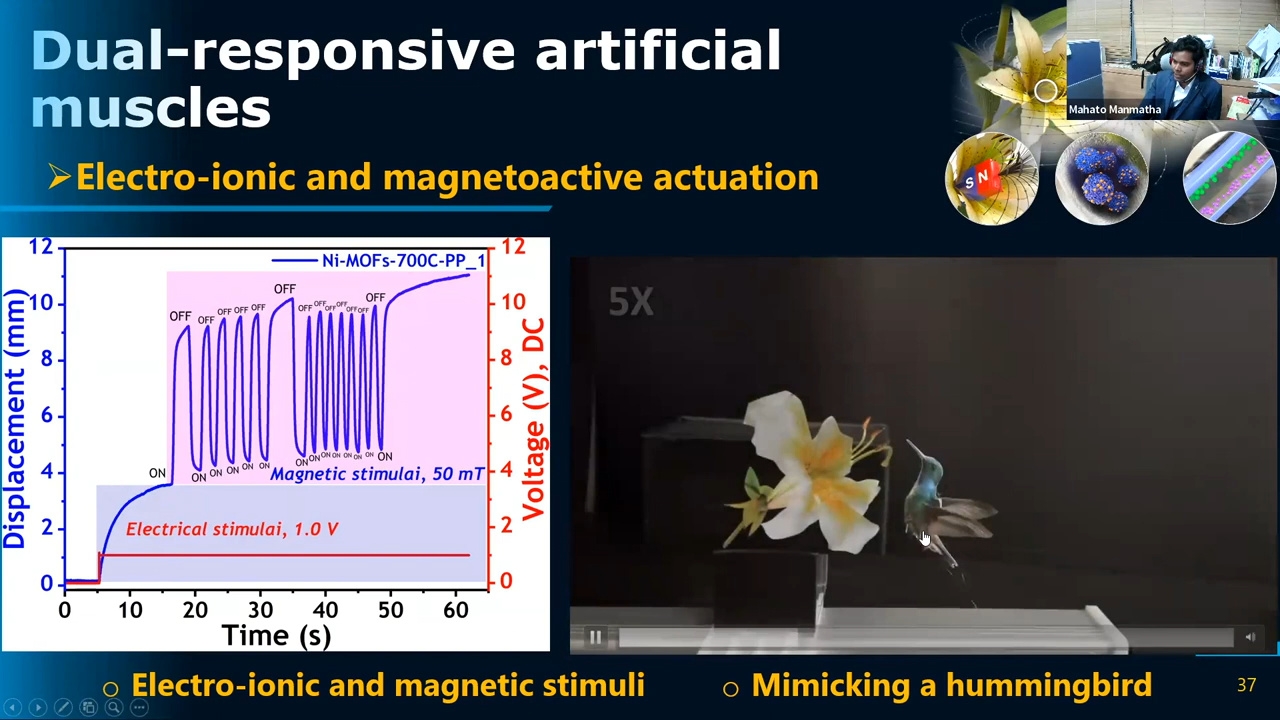 Dual-responsive artificial
muscles
Mahato Manmatha
➢Electro-ionic and magnetoactive actuation
S N
12
10
8
6
4
2
0
Displacement (mm)
Ni-MOFs-700C-PP_1
OFF
OFF
OFF
OFF
OFF
OFF
OFF
OFF
OFF
OFF
OFF
OFF
ON
ON
ON
ON
ON
ON
ON
ON
ON
ON
ON
ON
ON
Magnetic stimulai, 50 mT
Electrical stimulai, 1.0 V
12
10
8
6
4
2
0
Voltage (V), DC
0 10 20 30 40 50 60
Time (s)
5X
o Electro-ionic and magnetic stimuli
o Mimicking a hummingbird
37